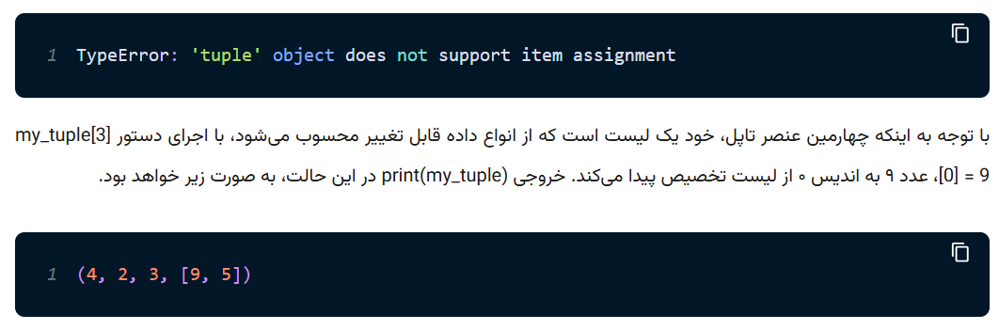 1 TypeError: 'tuple' object does not support item assignment
با توجه به اینکه چهارمین عنصر تاپل، خود یک لیست است که از انواع داده قابل تغییر محسوب می‌شود، با اجرای دستور my_tuple[3]
[0] = 9، عدد ۹ به اندیس ۰ از لیست تخصیص پیدا می‌کند. خروجی print(my_tuple) در این حالت، به صورت زیر خواهد بود.
1 (4, 2, 3, [9, 5])